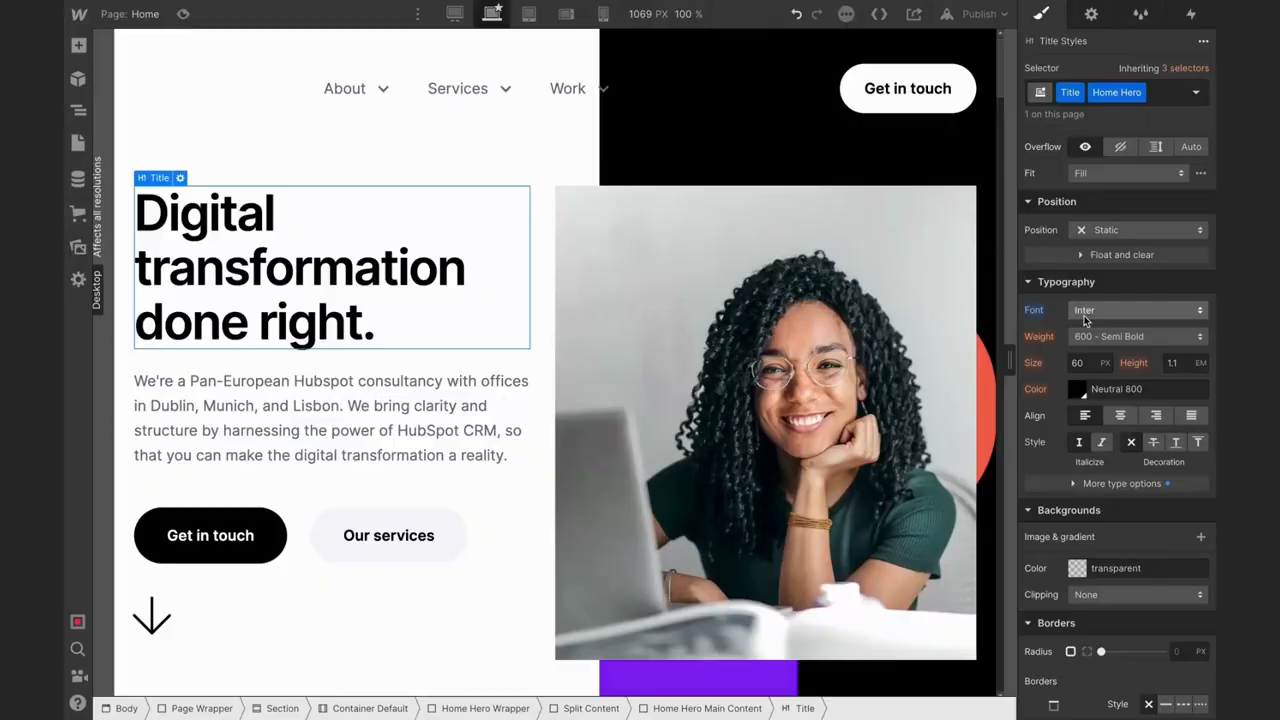 Page: Home
1069 PX 100 %
Publish
H1 Title Styles
Selector
Inheriting 3 selectors
Title
Home Hero
1 on this page
Overflow
Auto
Fit
Fill
Position
Position
Static
Float and clear
Typography
Font
Inter
Weight
600 - Semi Bold
Size
60 PX
Height
1.1 EM
Color
Neutral 800
Align
Style
Italicize
Decoration
More type options
Backgrounds
Image & gradient
Color
transparent
Clipping
None
Borders
Radius
0 PX
Borders
Style
Affects all resolutions
Desktop
About
Services
Work
Get in touch
H1 Title
Digital
transformation
done right.
We're a Pan-European Hubspot consultancy with offices
in Dublin, Munich, and Lisbon. We bring clarity and
structure by harnessing the power of HubSpot CRM, so
that you can make the digital transformation a reality.
Get in touch
Our services
Body
Page Wrapper
Section
Container Default
Home Hero Wrapper
Split Content
Home Hero Main Content
H1 Title